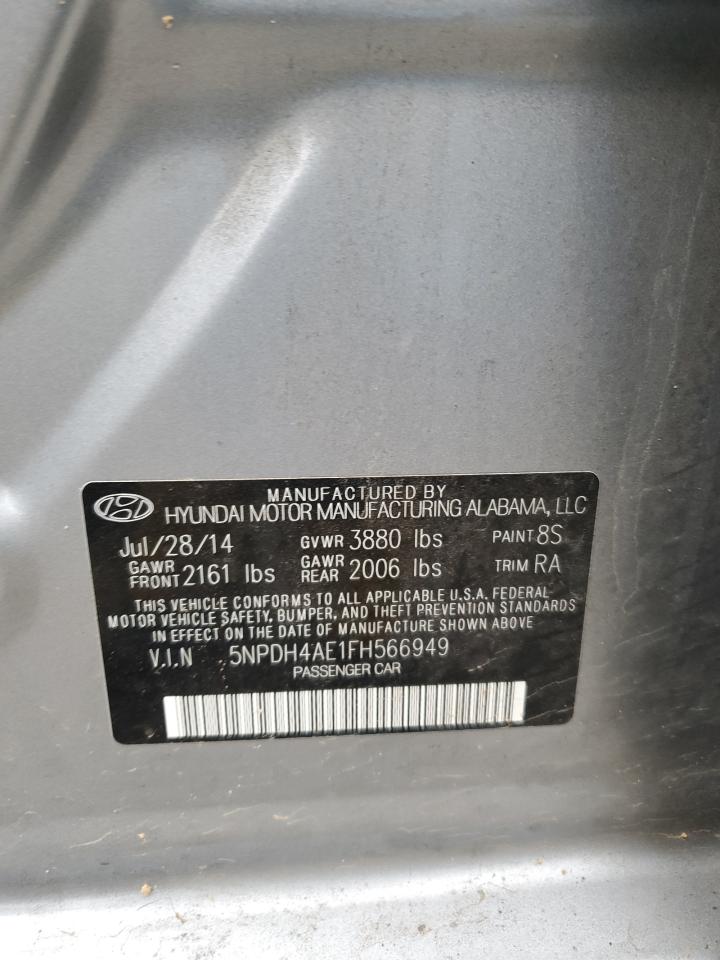 MANUFACTURED BY
HYUNDAI MOTOR MANUFACTURING ALABAMA, LLC
Jul/28/14 GVWR 3880 lbs PAINT 8S
GAWR FRONT 2161 lbs GAWR REAR 2006 lbs TRIM RA
THIS VEHICLE CONFORMS TO ALL APPLICABLE U.S.A. FEDERAL
MOTOR VEHICLE SAFETY, BUMPER, AND THEFT PREVENTION STANDARDS
IN EFFECT ON THE DATE OF MANUFACTURE SHOWN ABOVE
V.I.N 5NPDH4AE1FH566949
PASSENGER CAR